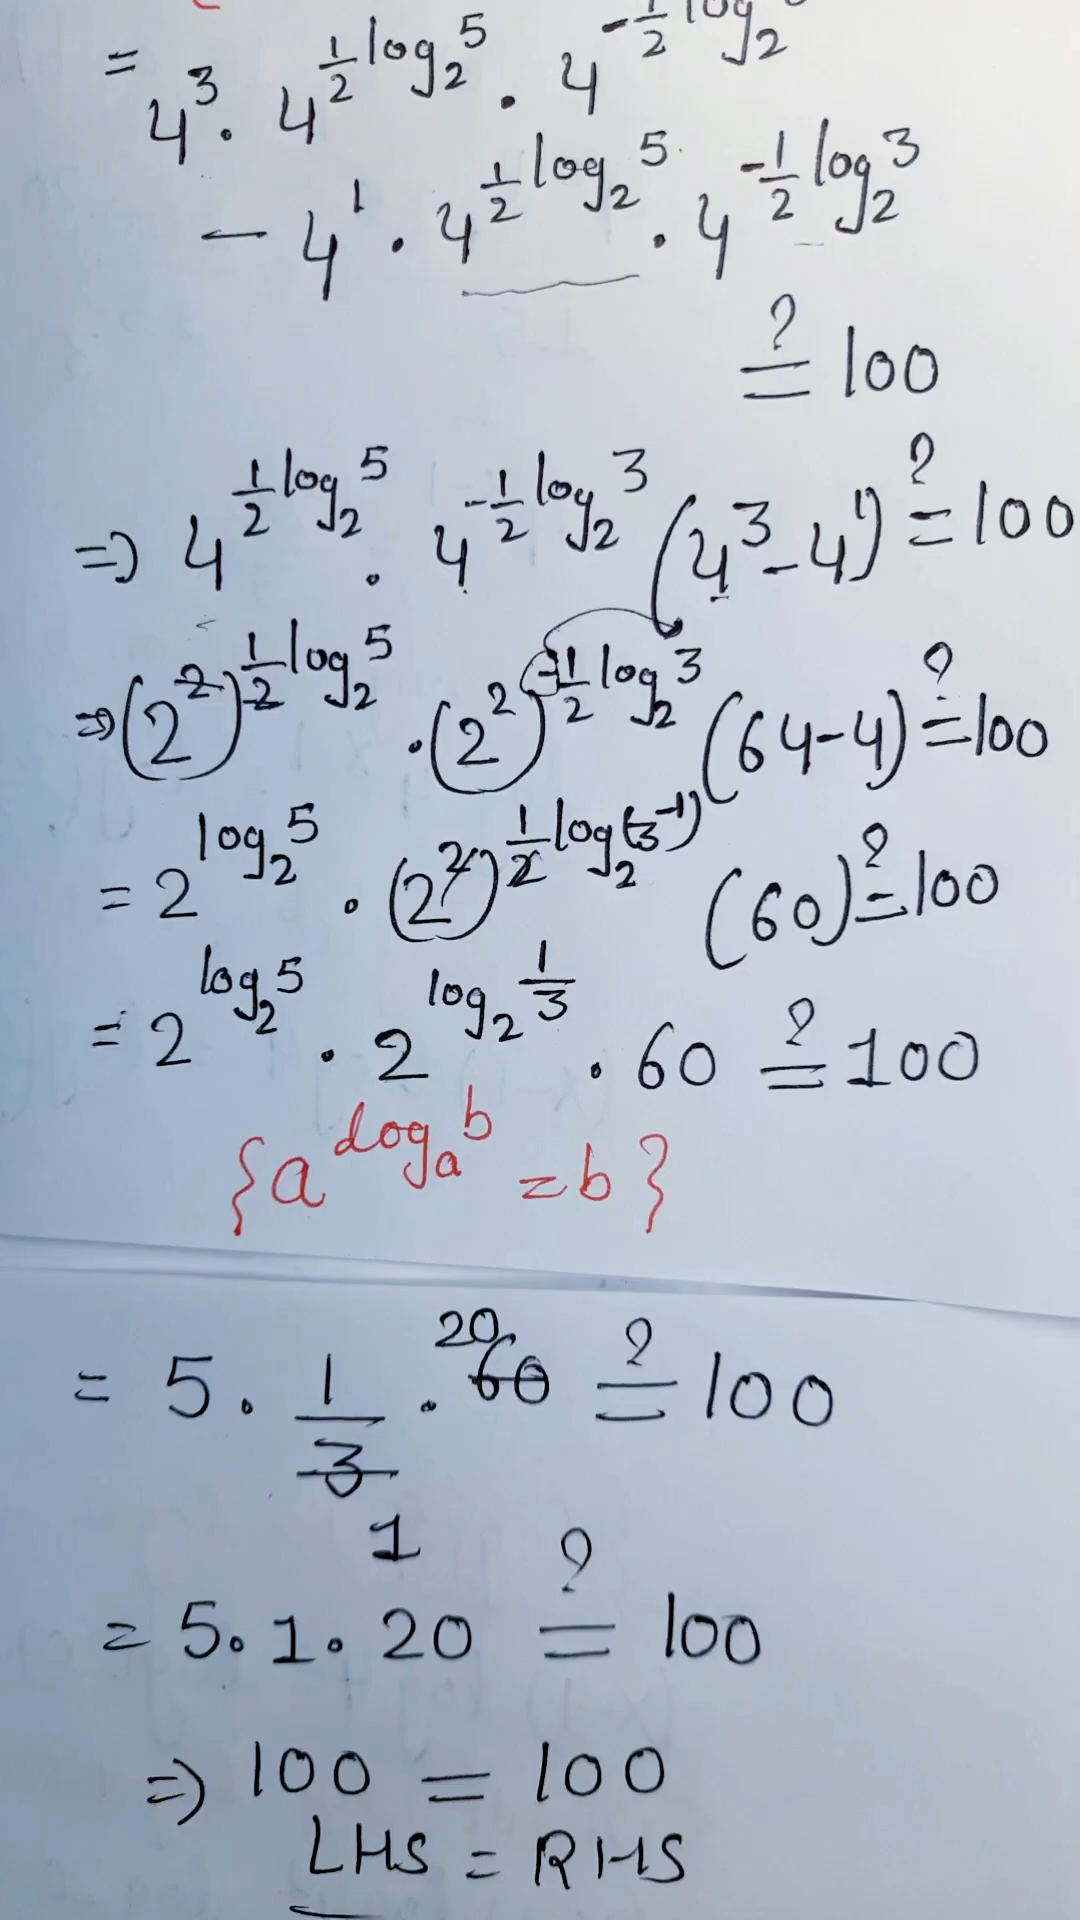 = 4³ · 4^(1/2 log₂5) · 4^(-1/2 log₂
- 4¹ · 4^(1/2 log₂5) · 4^(-1/2 log₂3)
≟ 100
=> 4^(1/2 log₂5) · 4^(-1/2 log₂3) (4³-4¹) ≟ 100
=> (2²)^(1/2 log₂5) · (2²)^(-1/2 log₂3) (64-4) ≟ 100
= 2^(log₂5) · (2²)^(1/2 log₂(3⁻¹)) (60) ≟ 100
= 2^(log₂5) · 2^(log₂ 1/3) · 60 ≟ 100
{a^(log_a b) = b}
20
= 5 · 1/3 · 60 ≟ 100
1
= 5 · 1 · 20 ≟ 100
=> 100 = 100
LHS = RHS